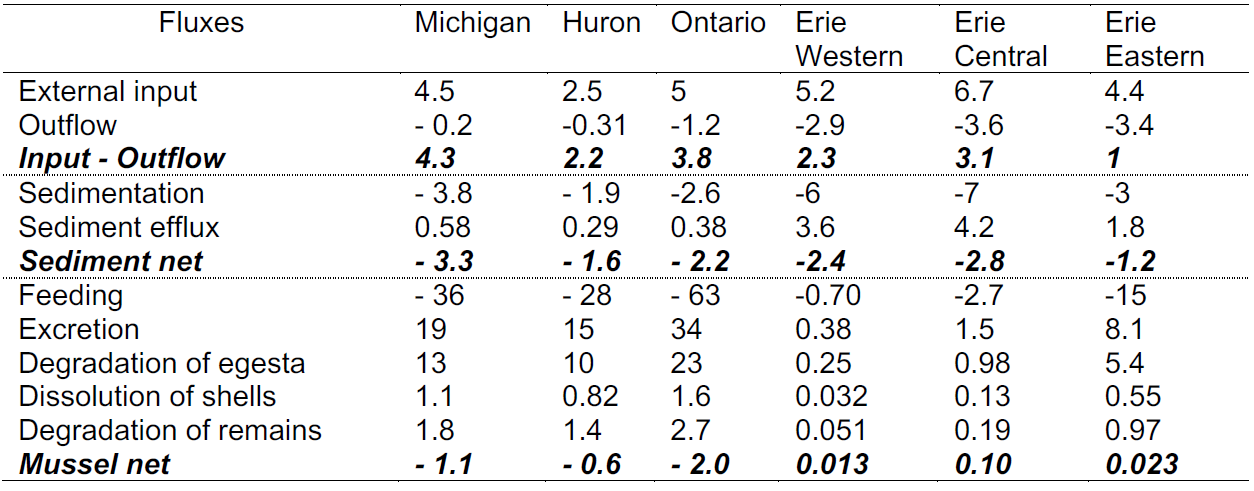 Fluxes Michigan Huron Ontario Erie Erie Erie
Western Central Eastern
External input 4.5 2.5 5 5.2 6.7 4.4
Outflow - 0.2 -0.31 -1.2 -2.9 -3.6 -3.4
Input - Outflow 4.3 2.2 3.8 2.3 3.1 1
Sedimentation - 3.8 - 1.9 -2.6 -6 -7 -3
Sediment efflux 0.58 0.29 0.38 3.6 4.2 1.8
Sediment net - 3.3 - 1.6 - 2.2 -2.4 -2.8 -1.2
Feeding - 36 - 28 - 63 -0.70 -2.7 -15
Excretion 19 15 34 0.38 1.5 8.1
Degradation of egesta 13 10 23 0.25 0.98 5.4
Dissolution of shells 1.1 0.82 1.6 0.032 0.13 0.55
Degradation of remains 1.8 1.4 2.7 0.051 0.19 0.97
Mussel net - 1.1 - 0.6 - 2.0 0.013 0.10 0.023